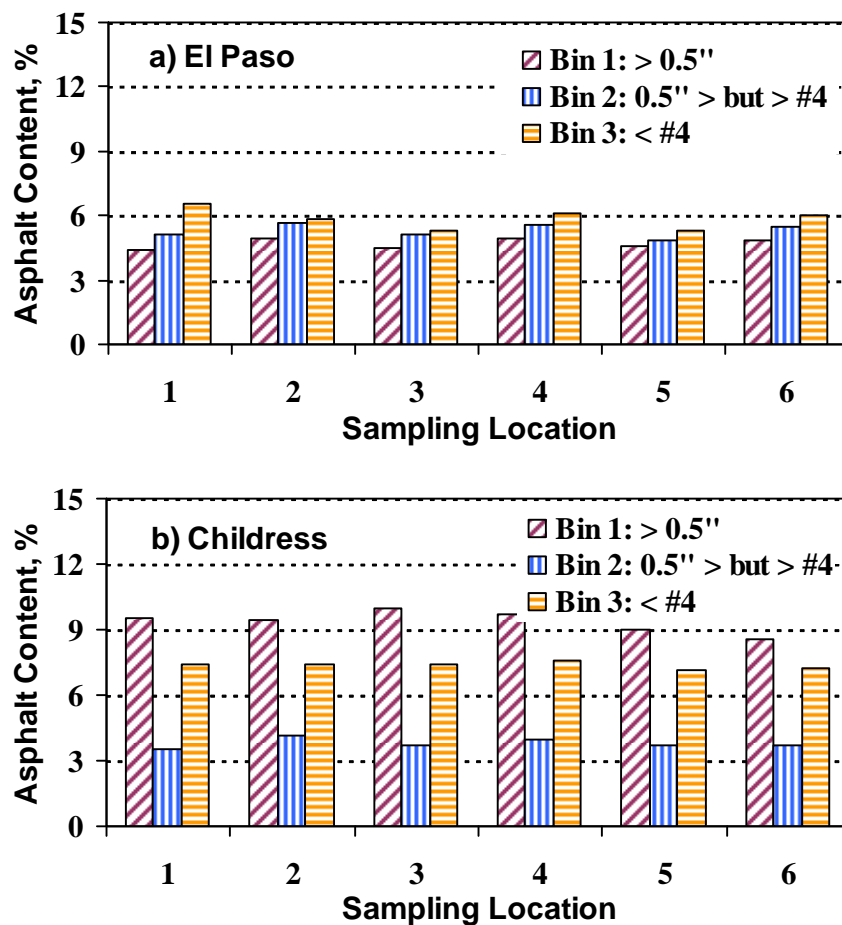 15
a) El Paso
Bin 1: > 0.5"
12
Bin 2: 0.5" > but > #4
Bin 3: < #4
9
6
3
0
Asphalt Content, %
1 2 3 4 5 6
Sampling Location
15
b) Childress
Bin 1: > 0.5"
12
Bin 2: 0.5" > but > #4
Bin 3: < #4
9
6
3
0
Asphalt Content, %
1 2 3 4 5 6
Sampling Location